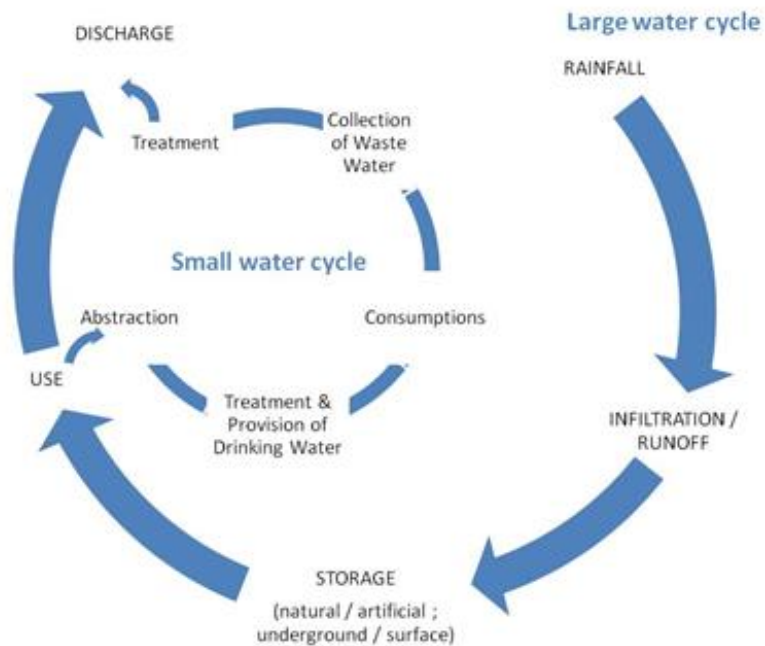 Large water cycle
DISCHARGE
RAINFALL
Treatment
Collection
of Waste
Water
Small water cycle
Abstraction
Consumptions
USE
Treatment &
Provision of
Drinking Water
INFILTRATION /
RUNOFF
STORAGE
(natural / artificial ;
underground / surface)